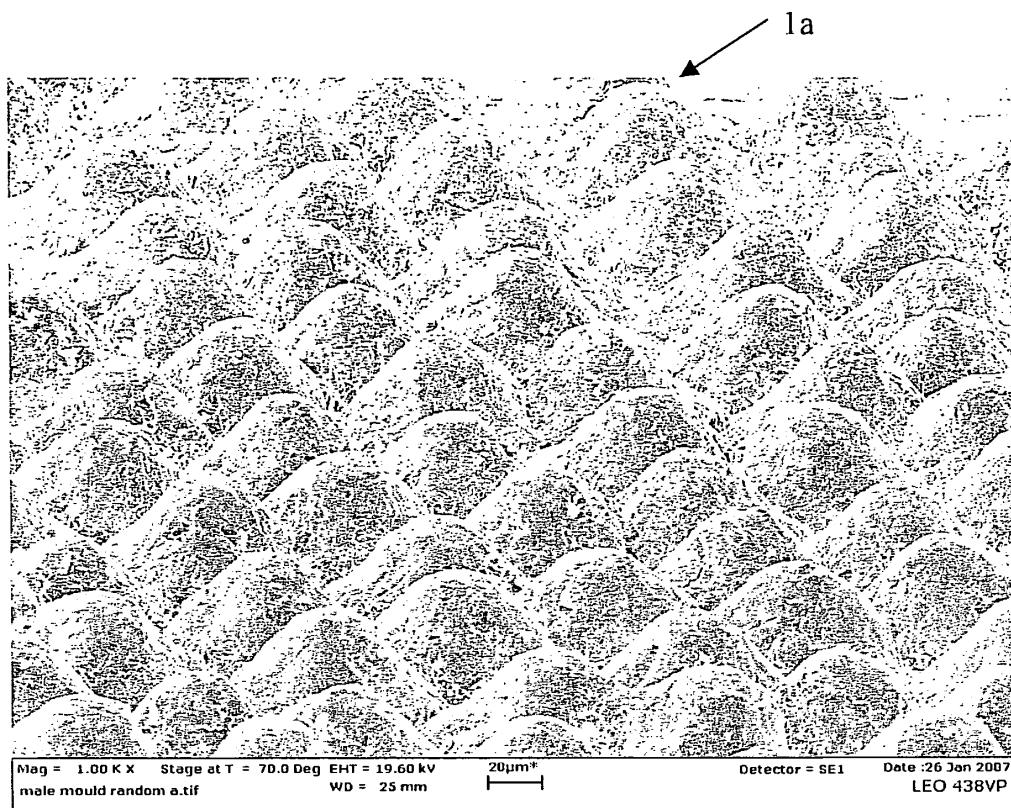 1a
Mag = 1.00 K X Stage at T = 70.0 Deg EHT = 19.60 kV 20µm* Detector = SE1 Date :26 Jan 2007
male mould random a.tif WD = 25 mm LEO 438VP